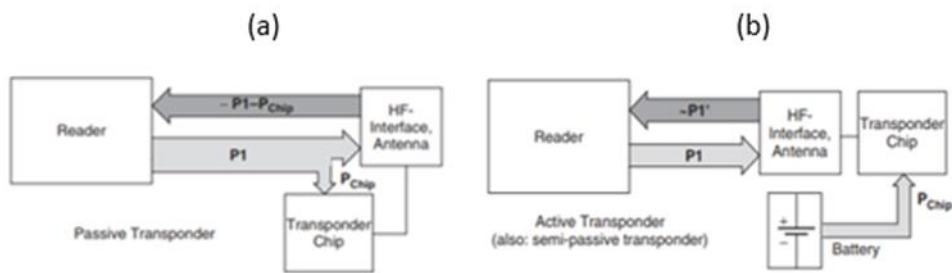 (a)
Reader
~ P1–PChip
P1
HF-
Interface,
Antenna
PChip
Transponder
Chip
Passive Transponder
(b)
Reader
~P1'
P1
HF-
Interface,
Antenna
Transponder
Chip
PChip
Active Transponder
(also: semi-passive transponder)
+
−
Battery